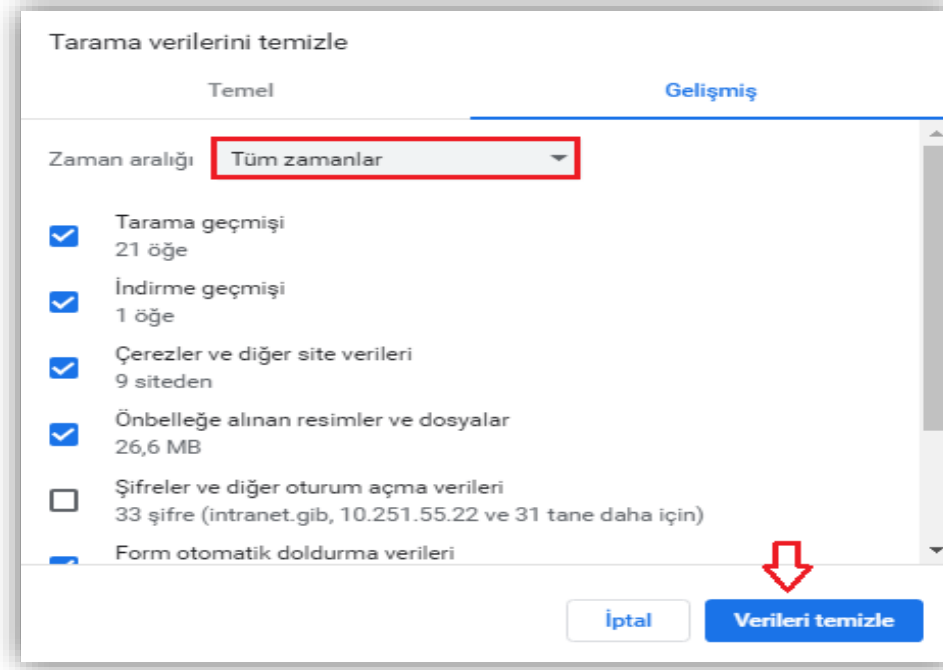 Tarama verilerini temizle
Temel
Gelişmiş
Zaman aralığı Tüm zamanlar
Tarama geçmişi
21 öğe
İndirme geçmişi
1 öğe
Çerezler ve diğer site verileri
9 siteden
Önbelleğe alınan resimler ve dosyalar
26,6 MB
Şifreler ve diğer oturum açma verileri
33 şifre (intranet.gib, 10.251.55.22 ve 31 tane daha için)
Form otomatik doldurma verileri
İptal
Verileri temizle